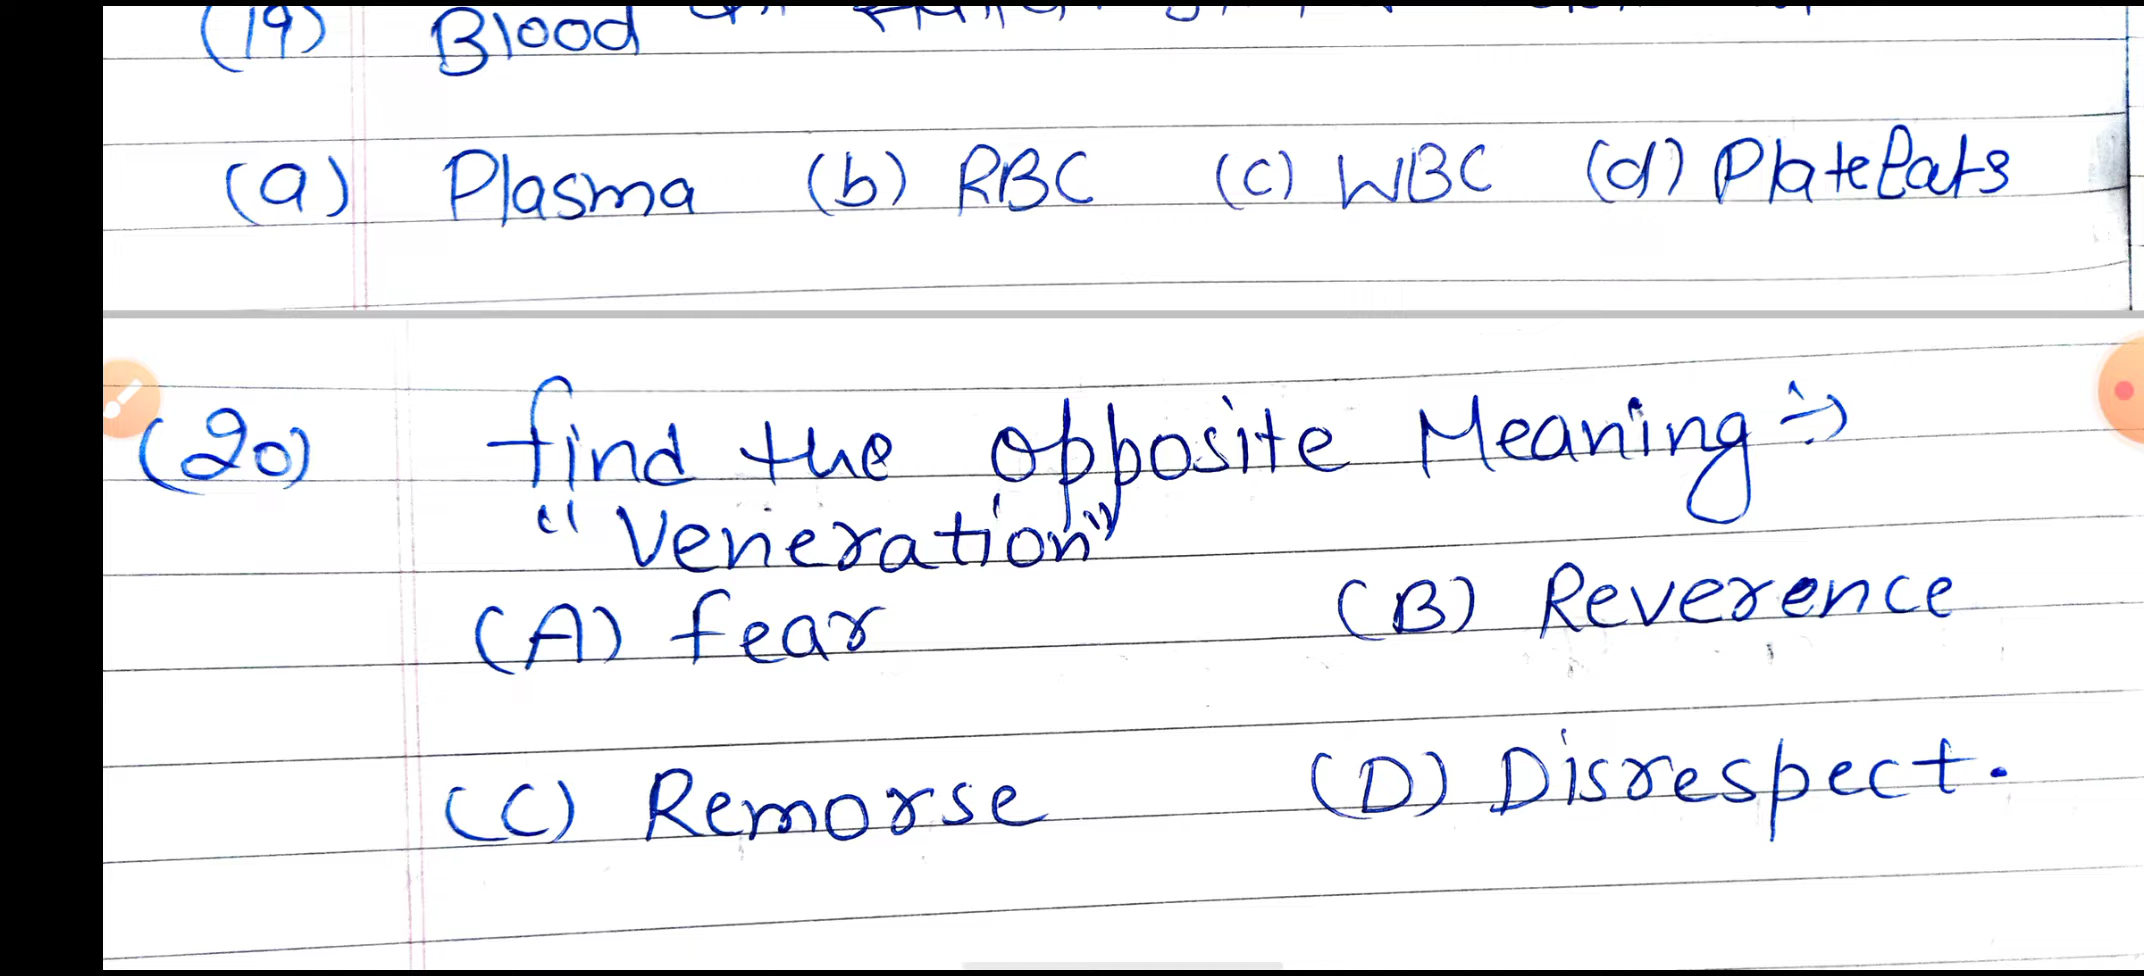 (19) Blood
(a) Plasma (b) RBC (c) WBC (d) Platelats
(20) find the opposite Meaning :-)
"Veneration"
(A) fear (B) Reverence
(C) Remorse (D) Disrespect.